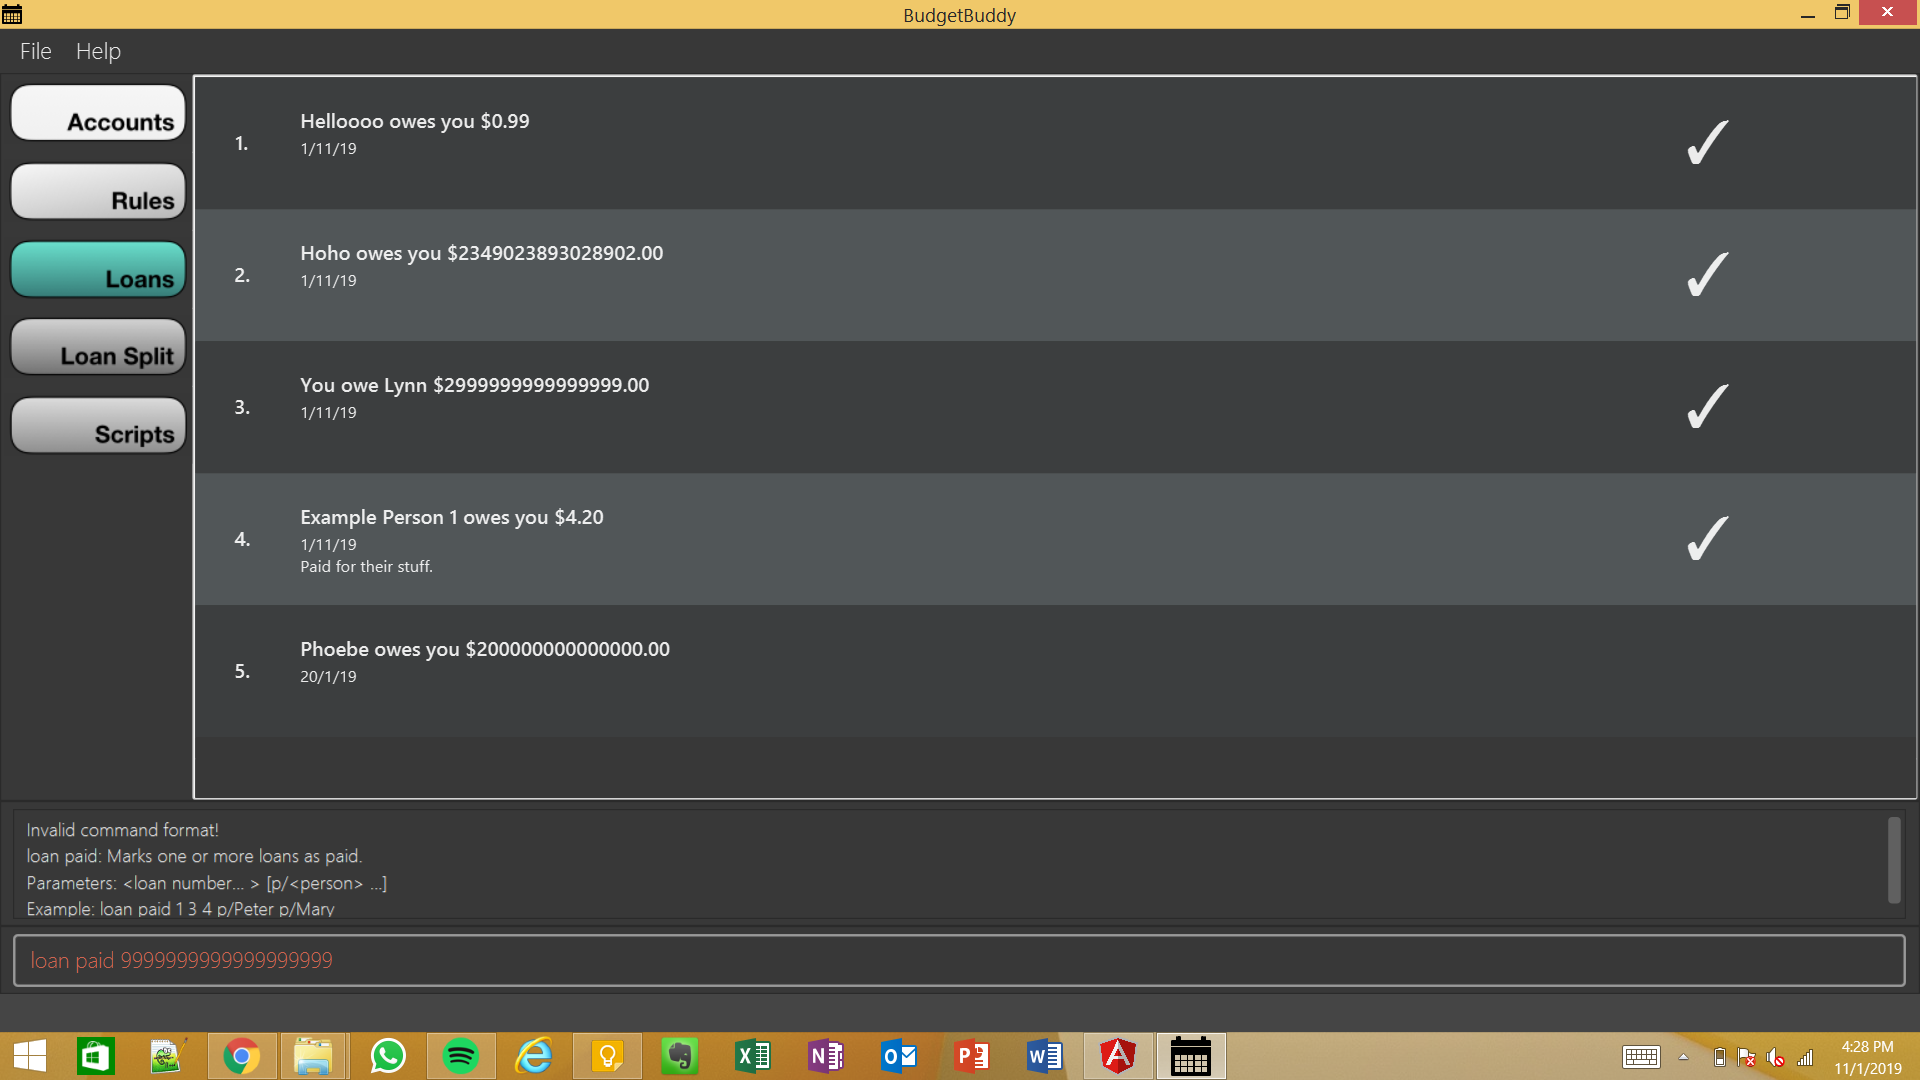 BudgetBuddy
File Help
Accounts
Rules
Loans
Loan Split
Scripts
1.
Helloooo owes you $0.99
1/11/19
2.
Hoho owes you $2349023893028902.00
1/11/19
3.
You owe Lynn $2999999999999999.00
1/11/19
4.
Example Person 1 owes you $4.20
1/11/19
Paid for their stuff.
5.
Phoebe owes you $200000000000000.00
20/1/19
Invalid command format!
loan paid: Marks one or more loans as paid.
Parameters: <loan number... > [p/<person> ...]
Example: loan paid 1 3 4 p/Peter p/Mary
loan paid 9999999999999999999
4:28 PM
11/1/2019